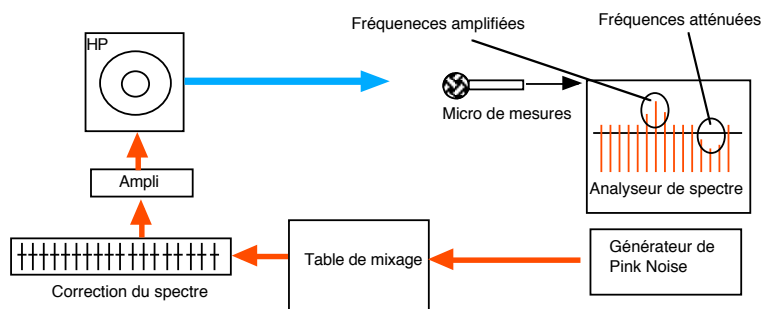 Fréqueneces amplifiées
Fréquences atténuées
HP
Micro de mesures
Ampli
Analyseur de spectre
Correction du spectre
Table de mixage
Générateur de
Pink Noise